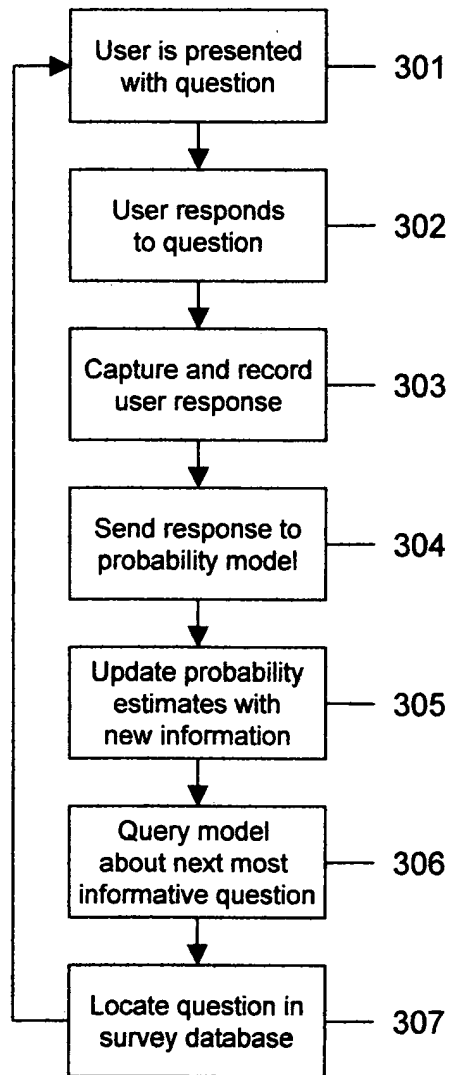 User is presented
with question
301
User responds
to question
302
Capture and record
user response
303
Send response to
probability model
304
Update probability
estimates with
new information
305
Query model
about next most
informative question
306
Locate question in
survey database
307